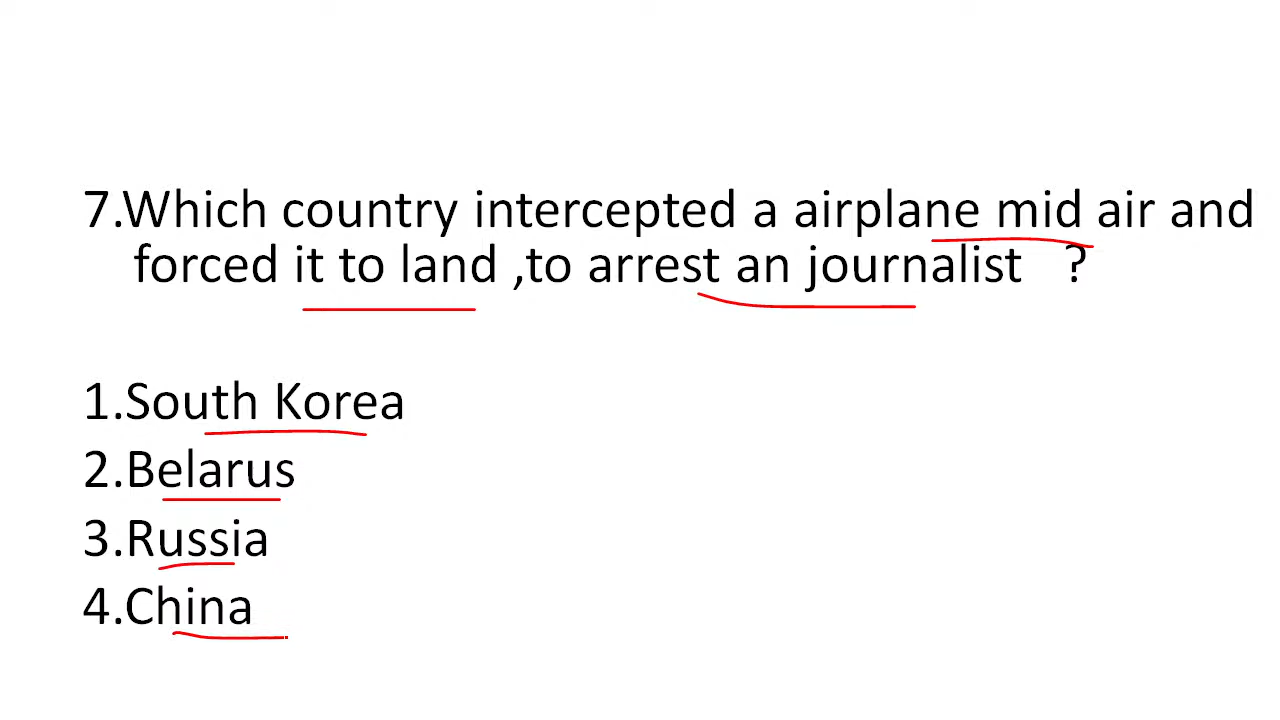 7.Which country intercepted a airplane mid air and
forced it to land ,to arrest an journalist ?
1.South Korea
2.Belarus
3.Russia
4.China